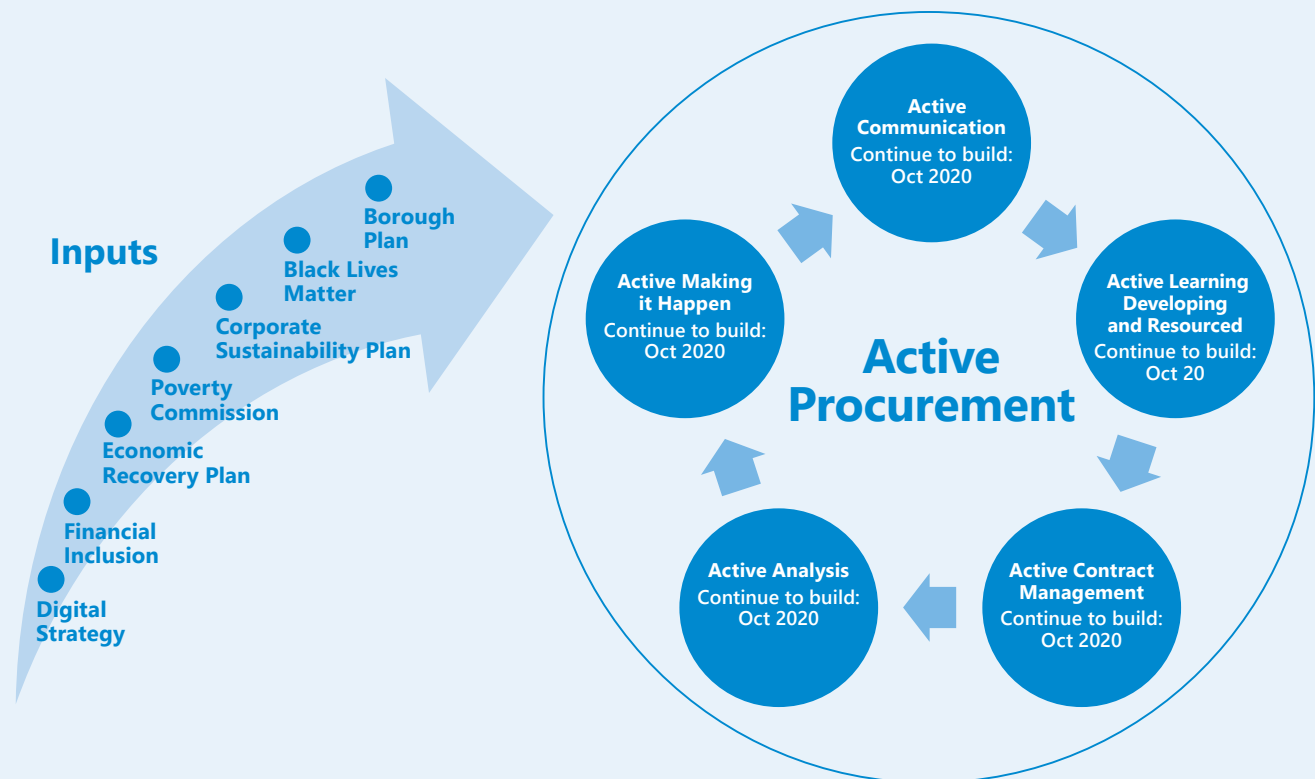 Inputs
Borough
Plan
Black Lives
Matter
Corporate
Sustainability Plan
Poverty
Commission
Economic
Recovery Plan
Financial
Inclusion
Digital
Strategy
Active
Procurement
Active
Communication
Continue to build:
Oct 2020
Active Learning
Developing
and Resourced
Continue to build:
Oct 20
Active Contract
Management
Continue to build:
Oct 2020
Active Analysis
Continue to build:
Oct 2020
Active Making
it Happen
Continue to build:
Oct 2020